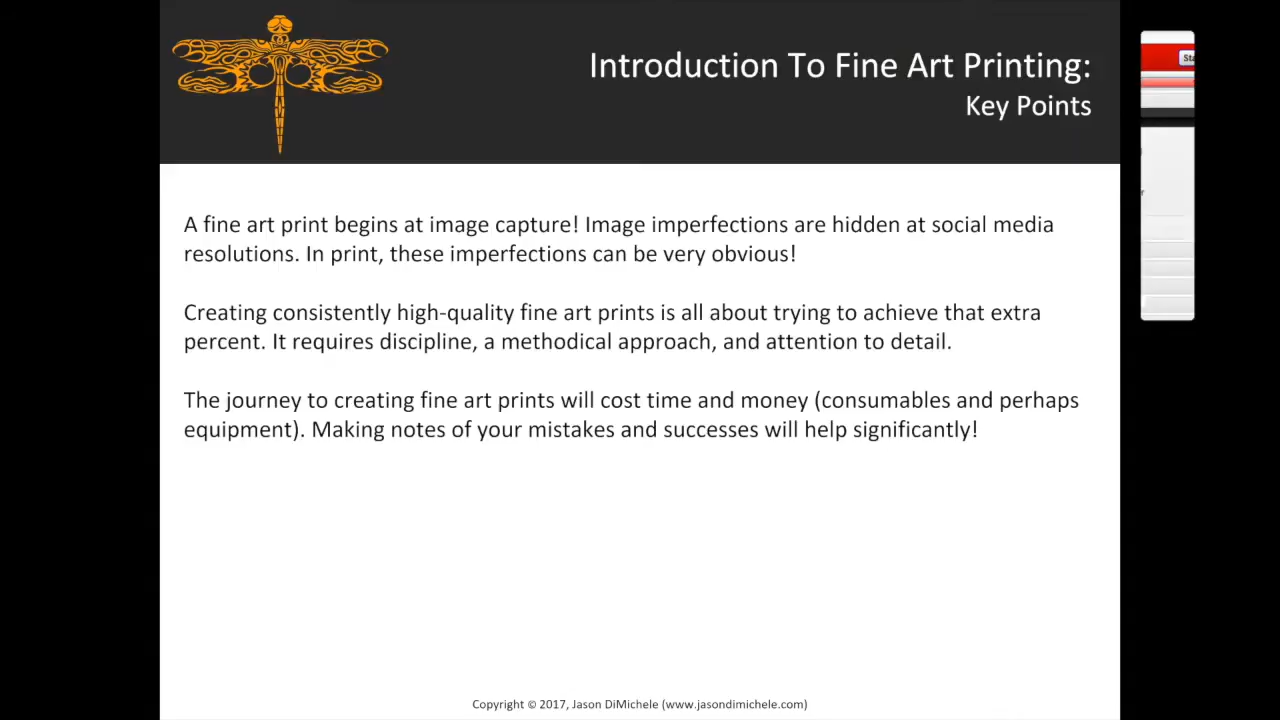 Introduction To Fine Art Printing:
Key Points
A fine art print begins at image capture! Image imperfections are hidden at social media
resolutions. In print, these imperfections can be very obvious!
Creating consistently high-quality fine art prints is all about trying to achieve that extra
percent. It requires discipline, a methodical approach, and attention to detail.
The journey to creating fine art prints will cost time and money (consumables and perhaps
equipment). Making notes of your mistakes and successes will help significantly!
Copyright © 2017, Jason DiMichele (www.jasondimichele.com)